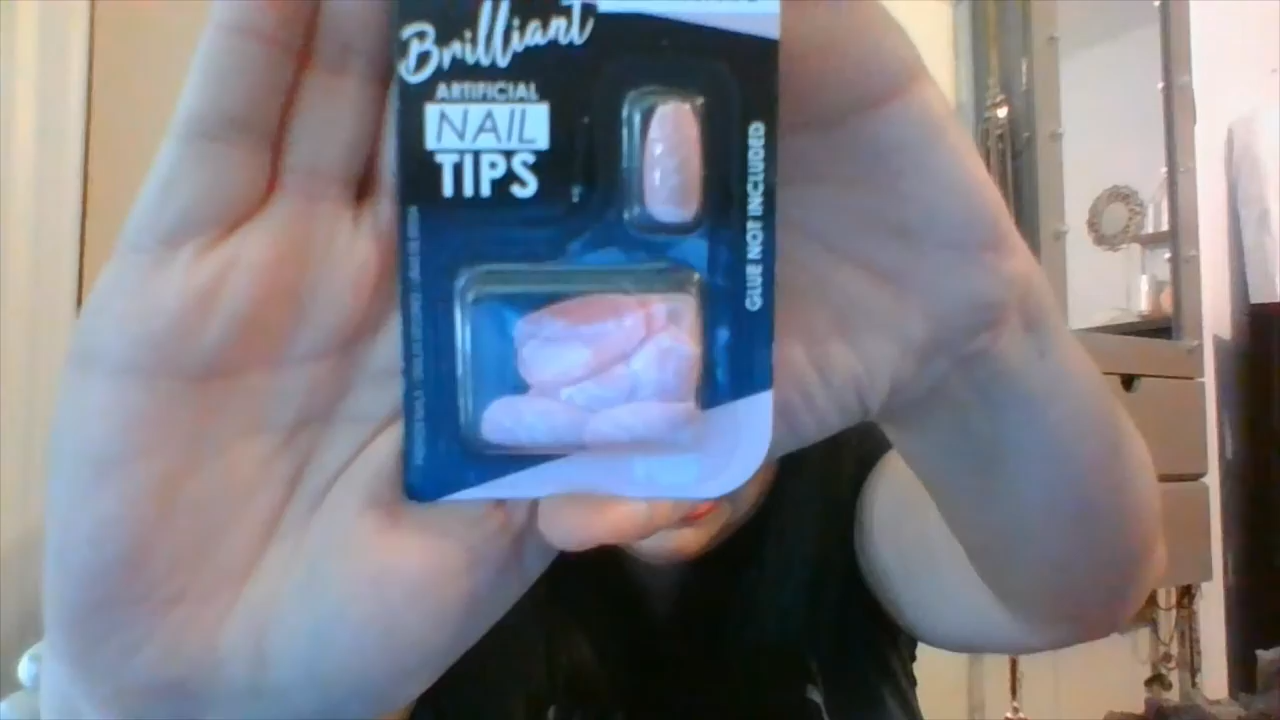 Brilliant
ARTIFICIAL
NAIL
TIPS
GLUE NOT INCLUDED